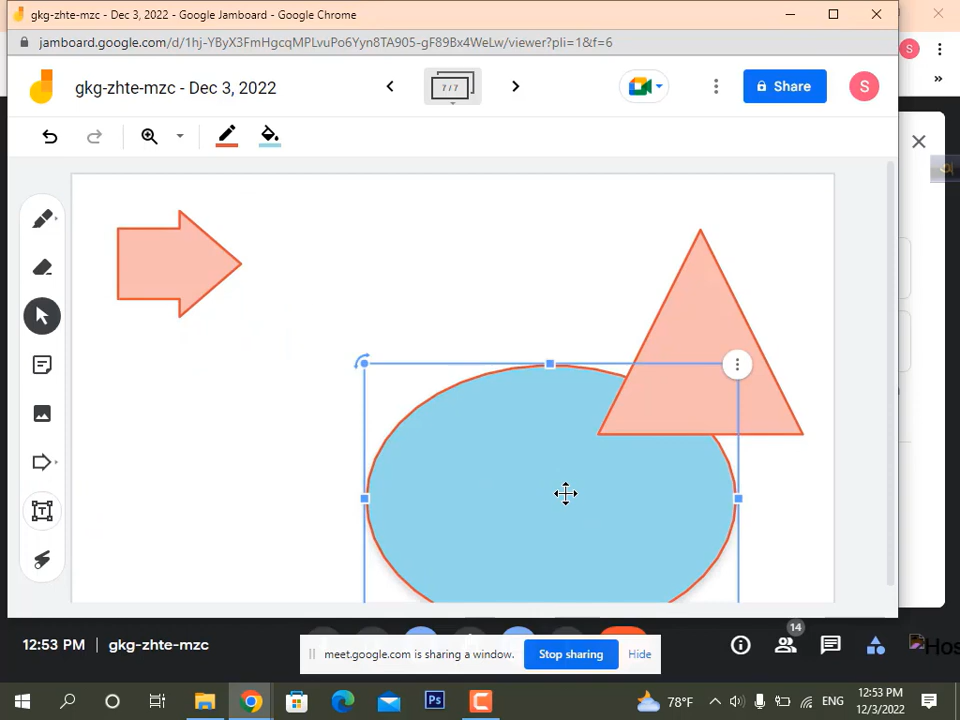 gkg-zhte-mzc - Dec 3, 2022 - Google Jamboard - Google Chrome
jamboard.google.com/d/1hj-YByX3FmHgcqMPLvuPo6Yyn8TA905-gF89Bx4WeLw/viewer?pli=1&f=6
S
gkg-zhte-mzc - Dec 3, 2022
7 / 7
Share
S
T
14
12:53 PM | gkg-zhte-mzc
meet.google.com is sharing a window.
Stop sharing
Hide
Hos
Ps
78°F
ENG
12:53 PM
12/3/2022